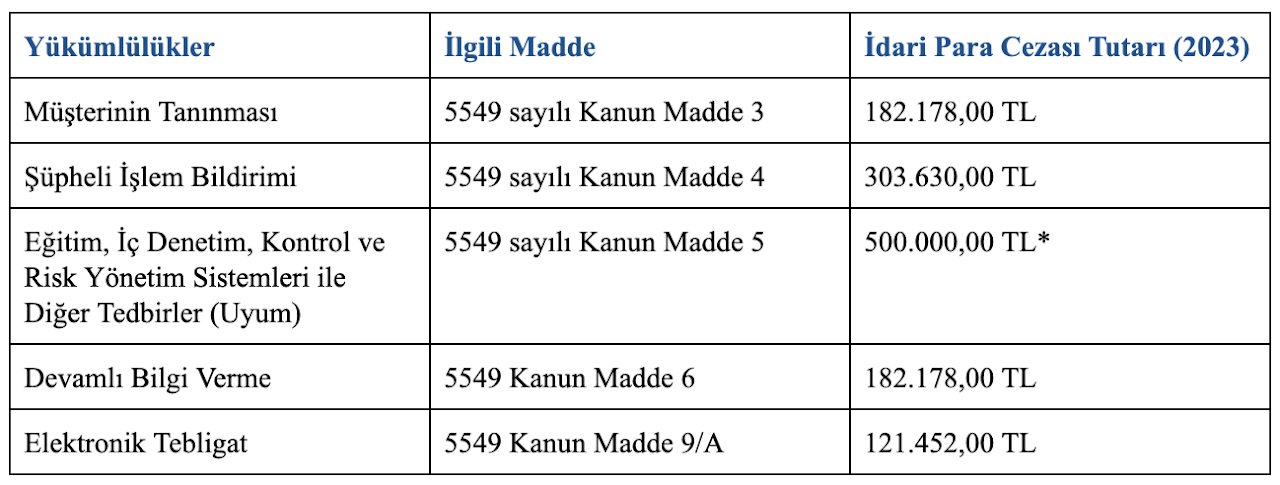 Yükümlülükler İlgili Madde İdari Para Cezası Tutarı (2023)
Müşterinin Tanınması 5549 sayılı Kanun Madde 3 182.178,00 TL
Şüpheli İşlem Bildirimi 5549 sayılı Kanun Madde 4 303.630,00 TL
Eğitim, İç Denetim, Kontrol ve 5549 sayılı Kanun Madde 5 500.000,00 TL*
Risk Yönetim Sistemleri ile
Diğer Tedbirler (Uyum)
Devamlı Bilgi Verme 5549 Kanun Madde 6 182.178,00 TL
Elektronik Tebligat 5549 Kanun Madde 9/A 121.452,00 TL